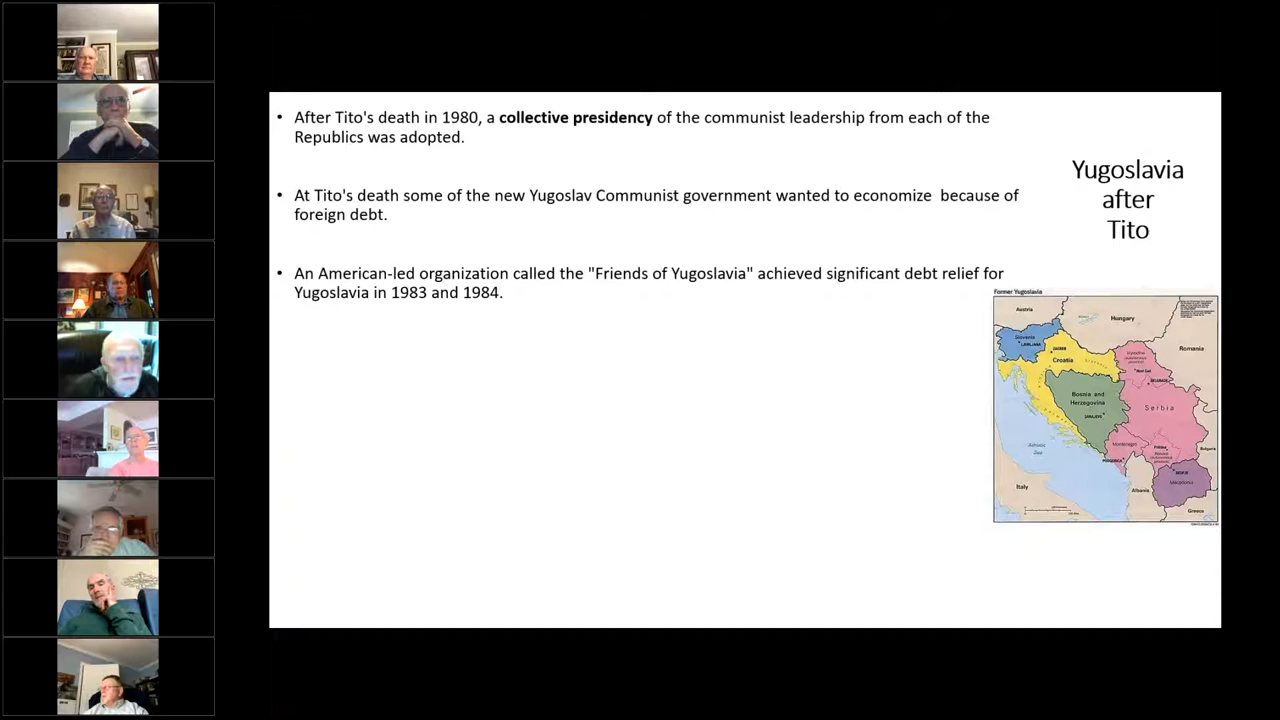 • After Tito's death in 1980, a collective presidency of the communist leadership from each of the
Republics was adopted.
• At Tito's death some of the new Yugoslav Communist government wanted to economize  because of
foreign debt.
• An American-led organization called the "Friends of Yugoslavia" achieved significant debt relief for
Yugoslavia in 1983 and 1984.
Yugoslavia
after
Tito
Former Yugoslavia
Austria
Hungary
Romania
Slovenia
LJUBLJANA
ZAGREB
Croatia
Novi Sad
BELGRADE
Bosnia and
Herzegovina
SARAJEVO
Serbia
Adriatic
Sea
Montenegro
PODGORICA
Bulgaria
SKOPJE
Macedonia
Italy
Albania
Greece